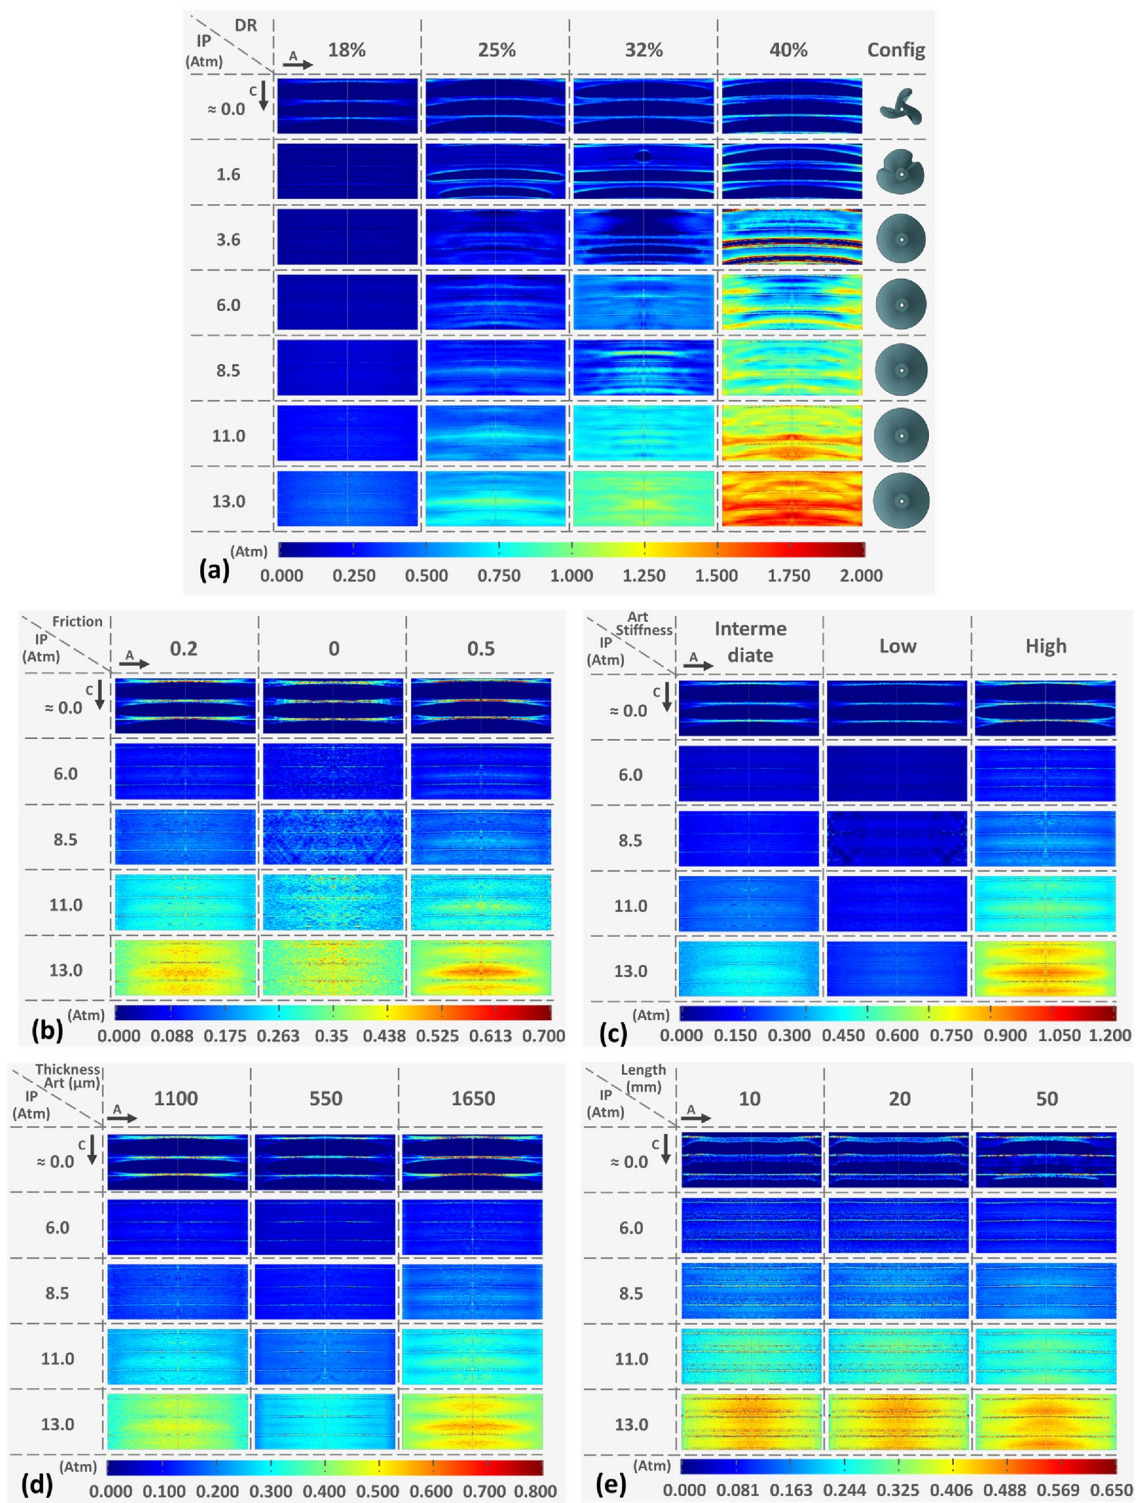 DR
IP
(Atm)
A
18% 25% 32% 40% Config
C
≈ 0.0
1.6
3.6
6.0
8.5
11.0
13.0
(Atm)
(a)
0.000 0.250 0.500 0.750 1.000 1.250 1.500 1.750 2.000
Friction
IP
(Atm)
A
0.2 0 0.5
C
≈ 0.0
6.0
8.5
11.0
13.0
(Atm)
(b)
0.000 0.088 0.175 0.263 0.35 0.438 0.525 0.613 0.700
Art
Stiffness
IP
(Atm)
A
Interme
diate
Low High
C
≈ 0.0
6.0
8.5
11.0
13.0
(Atm)
(c)
0.000 0.150 0.300 0.450 0.600 0.750 0.900 1.050 1.200
Thickness
Art (μm)
IP
(Atm)
A
1100 550 1650
C
≈ 0.0
6.0
8.5
11.0
13.0
(Atm)
(d)
0.000 0.100 0.200 0.300 0.400 0.500 0.600 0.700 0.800
Length
(mm)
IP
(Atm)
A
10 20 50
C
≈ 0.0
6.0
8.5
11.0
13.0
(Atm)
(e)
0.000 0.081 0.163 0.244 0.325 0.406 0.488 0.569 0.650